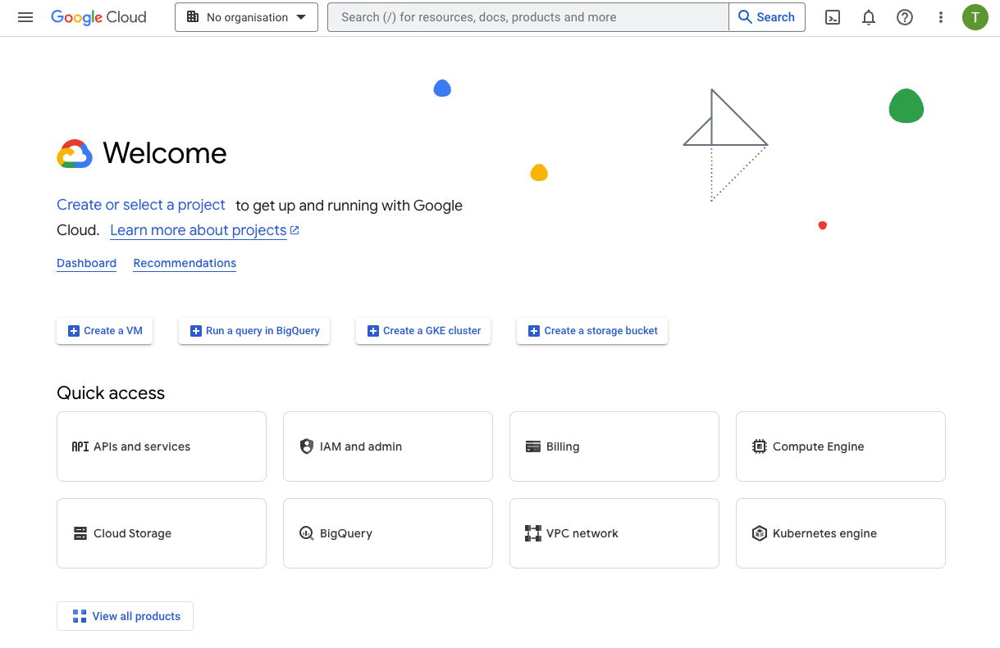 Google Cloud
No organisation
Search (/) for resources, docs, products and more
Search
T
Welcome
Create or select a project to get up and running with Google
Cloud. Learn more about projects
Dashboard Recommendations
Create a VM
Run a query in BigQuery
Create a GKE cluster
Create a storage bucket
Quick access
API APIs and services
IAM and admin
Billing
Compute Engine
Cloud Storage
BigQuery
VPC network
Kubernetes engine
View all products